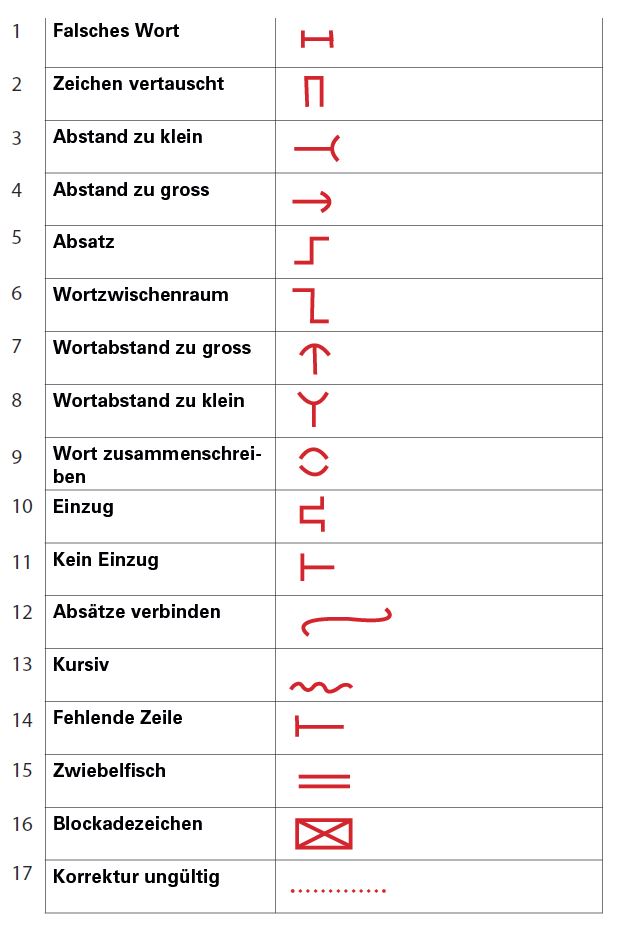 1 Falsches Wort
2 Zeichen vertauscht
3 Abstand zu klein
4 Abstand zu gross
5 Absatz
6 Wortzwischenraum
7 Wortabstand zu gross
8 Wortabstand zu klein
9 Wort zusammenschrei-
ben
10 Einzug
11 Kein Einzug
12 Absätze verbinden
13 Kursiv
14 Fehlende Zeile
15 Zwiebelfisch
16 Blockadezeichen
17 Korrektur ungültig